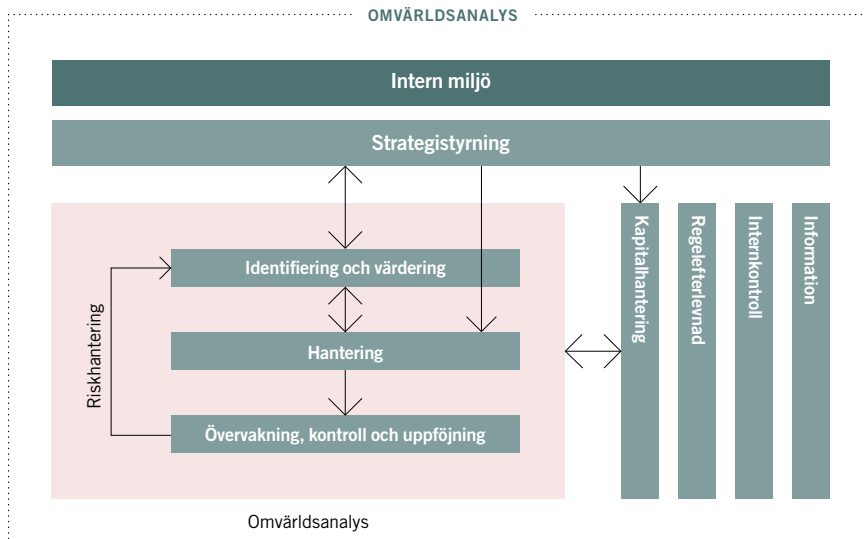 OMVÄRLDSANALYS
Intern miljö
Strategistyrning
Identifiering och värdering
Hantering
Övervakning, kontroll och uppföjning
Riskhantering
Kapitalhantering
Regelefterlevnad
Internkontroll
Information
Omvärldsanalys